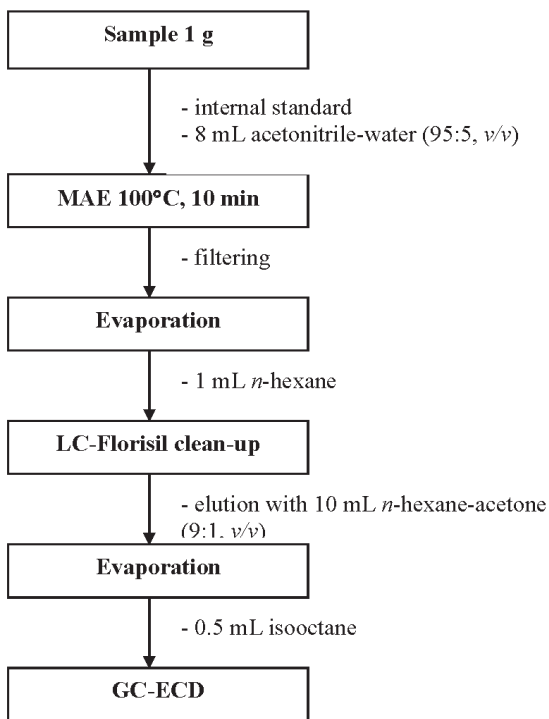 Sample 1 g
- internal standard
- 8 mL acetonitrile-water (95:5, v/v)
MAE 100°C, 10 min
- filtering
Evaporation
- 1 mL n-hexane
LC-Florisil clean-up
- elution with 10 mL n-hexane-acetone
(9:1, v/v)
Evaporation
- 0.5 mL isooctane
GC-ECD